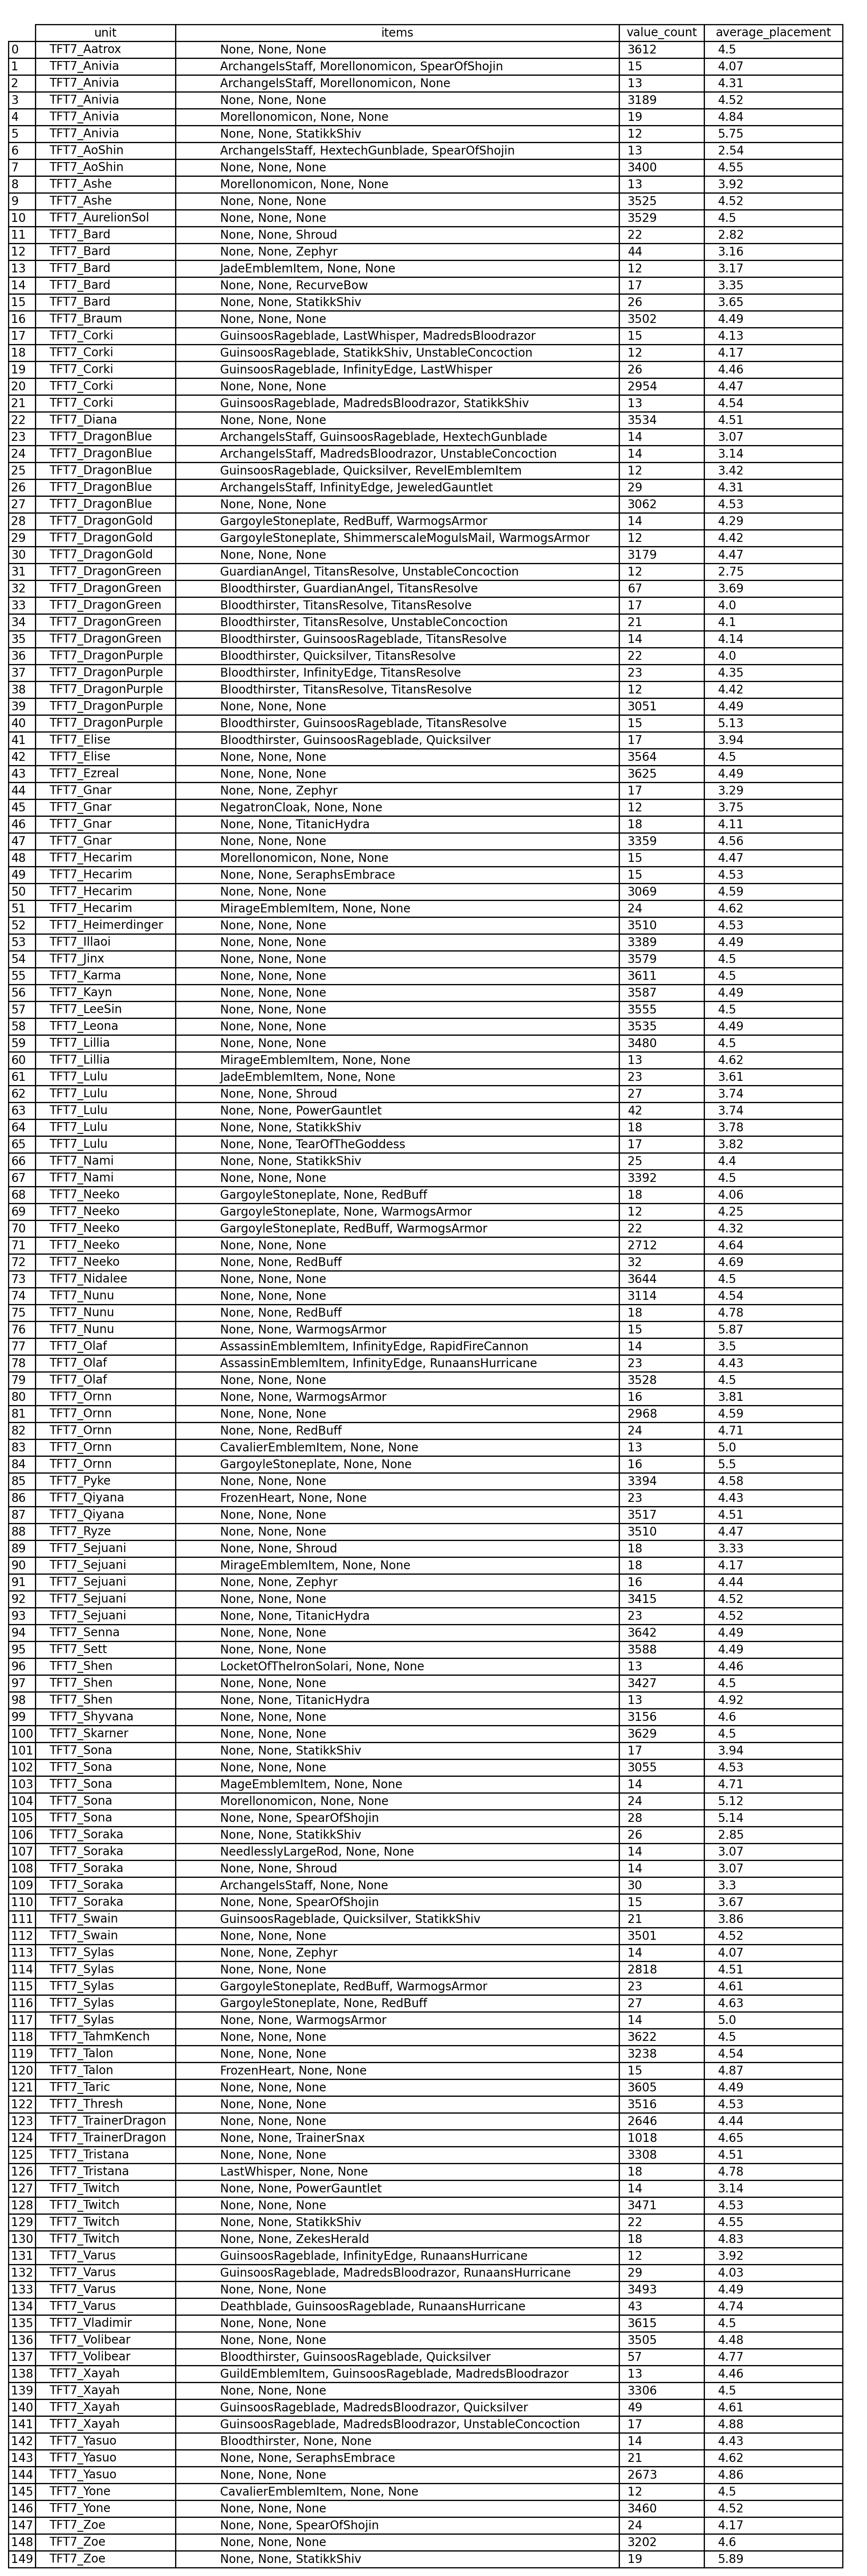 unit items value_count average_placement
0 TFT7_Aatrox None, None, None 3612 4.5
1 TFT7_Anivia ArchangelsStaff, Morellonomicon, SpearOfShojin 15 4.07
2 TFT7_Anivia ArchangelsStaff, Morellonomicon, None 13 4.31
3 TFT7_Anivia None, None, None 3189 4.52
4 TFT7_Anivia Morellonomicon, None, None 19 4.84
5 TFT7_Anivia None, None, StatikkShiv 12 5.75
6 TFT7_AoShin ArchangelsStaff, HextechGunblade, SpearOfShojin 13 2.54
7 TFT7_AoShin None, None, None 3400 4.55
8 TFT7_Ashe Morellonomicon, None, None 13 3.92
9 TFT7_Ashe None, None, None 3525 4.52
10 TFT7_AurelionSol None, None, None 3529 4.5
11 TFT7_Bard None, None, Shroud 22 2.82
12 TFT7_Bard None, None, Zephyr 44 3.16
13 TFT7_Bard JadeEmblemItem, None, None 12 3.17
14 TFT7_Bard None, None, RecurveBow 17 3.35
15 TFT7_Bard None, None, StatikkShiv 26 3.65
16 TFT7_Braum None, None, None 3502 4.49
17 TFT7_Corki GuinsoosRageblade, LastWhisper, MadredsBloodrazor 15 4.13
18 TFT7_Corki GuinsoosRageblade, StatikkShiv, UnstableConcoction 12 4.17
19 TFT7_Corki GuinsoosRageblade, InfinityEdge, LastWhisper 26 4.46
20 TFT7_Corki None, None, None 2954 4.47
21 TFT7_Corki GuinsoosRageblade, MadredsBloodrazor, StatikkShiv 13 4.54
22 TFT7_Diana None, None, None 3534 4.51
23 TFT7_DragonBlue ArchangelsStaff, GuinsoosRageblade, HextechGunblade 14 3.07
24 TFT7_DragonBlue ArchangelsStaff, MadredsBloodrazor, UnstableConcoction 14 3.14
25 TFT7_DragonBlue GuinsoosRageblade, Quicksilver, RevelEmblemItem 12 3.42
26 TFT7_DragonBlue ArchangelsStaff, InfinityEdge, JeweledGauntlet 29 4.31
27 TFT7_DragonBlue None, None, None 3062 4.53
28 TFT7_DragonGold GargoyleStoneplate, RedBuff, WarmogsArmor 14 4.29
29 TFT7_DragonGold GargoyleStoneplate, ShimmerscaleMogulsMail, WarmogsArmor 12 4.42
30 TFT7_DragonGold None, None, None 3179 4.47
31 TFT7_DragonGreen GuardianAngel, TitansResolve, UnstableConcoction 12 2.75
32 TFT7_DragonGreen Bloodthirster, GuardianAngel, TitansResolve 67 3.69
33 TFT7_DragonGreen Bloodthirster, TitansResolve, TitansResolve 17 4.0
34 TFT7_DragonGreen Bloodthirster, TitansResolve, UnstableConcoction 21 4.1
35 TFT7_DragonGreen Bloodthirster, GuinsoosRageblade, TitansResolve 14 4.14
36 TFT7_DragonPurple Bloodthirster, Quicksilver, TitansResolve 22 4.0
37 TFT7_DragonPurple Bloodthirster, InfinityEdge, TitansResolve 23 4.35
38 TFT7_DragonPurple Bloodthirster, TitansResolve, TitansResolve 12 4.42
39 TFT7_DragonPurple None, None, None 3051 4.49
40 TFT7_DragonPurple Bloodthirster, GuinsoosRageblade, TitansResolve 15 5.13
41 TFT7_Elise Bloodthirster, GuinsoosRageblade, Quicksilver 17 3.94
42 TFT7_Elise None, None, None 3564 4.5
43 TFT7_Ezreal None, None, None 3625 4.49
44 TFT7_Gnar None, None, Zephyr 17 3.29
45 TFT7_Gnar NegatronCloak, None, None 12 3.75
46 TFT7_Gnar None, None, TitanicHydra 18 4.11
47 TFT7_Gnar None, None, None 3359 4.56
48 TFT7_Hecarim Morellonomicon, None, None 15 4.47
49 TFT7_Hecarim None, None, SeraphsEmbrace 15 4.53
50 TFT7_Hecarim None, None, None 3069 4.59
51 TFT7_Hecarim MirageEmblemItem, None, None 24 4.62
52 TFT7_Heimerdinger None, None, None 3510 4.53
53 TFT7_Illaoi None, None, None 3389 4.49
54 TFT7_Jinx None, None, None 3579 4.5
55 TFT7_Karma None, None, None 3611 4.5
56 TFT7_Kayn None, None, None 3587 4.49
57 TFT7_LeeSin None, None, None 3555 4.5
58 TFT7_Leona None, None, None 3535 4.49
59 TFT7_Lillia None, None, None 3480 4.5
60 TFT7_Lillia MirageEmblemItem, None, None 13 4.62
61 TFT7_Lulu JadeEmblemItem, None, None 23 3.61
62 TFT7_Lulu None, None, Shroud 27 3.74
63 TFT7_Lulu None, None, PowerGauntlet 42 3.74
64 TFT7_Lulu None, None, StatikkShiv 18 3.78
65 TFT7_Lulu None, None, TearOfTheGoddess 17 3.82
66 TFT7_Nami None, None, StatikkShiv 25 4.4
67 TFT7_Nami None, None, None 3392 4.5
68 TFT7_Neeko GargoyleStoneplate, None, RedBuff 18 4.06
69 TFT7_Neeko GargoyleStoneplate, None, WarmogsArmor 12 4.25
70 TFT7_Neeko GargoyleStoneplate, RedBuff, WarmogsArmor 22 4.32
71 TFT7_Neeko None, None, None 2712 4.64
72 TFT7_Neeko None, None, RedBuff 32 4.69
73 TFT7_Nidalee None, None, None 3644 4.5
74 TFT7_Nunu None, None, None 3114 4.54
75 TFT7_Nunu None, None, RedBuff 18 4.78
76 TFT7_Nunu None, None, WarmogsArmor 15 5.87
77 TFT7_Olaf AssassinEmblemItem, InfinityEdge, RapidFireCannon 14 3.5
78 TFT7_Olaf AssassinEmblemItem, InfinityEdge, RunaansHurricane 23 4.43
79 TFT7_Olaf None, None, None 3528 4.5
80 TFT7_Ornn None, None, WarmogsArmor 16 3.81
81 TFT7_Ornn None, None, None 2968 4.59
82 TFT7_Ornn None, None, RedBuff 24 4.71
83 TFT7_Ornn CavalierEmblemItem, None, None 13 5.0
84 TFT7_Ornn GargoyleStoneplate, None, None 16 5.5
85 TFT7_Pyke None, None, None 3394 4.58
86 TFT7_Qiyana FrozenHeart, None, None 23 4.43
87 TFT7_Qiyana None, None, None 3517 4.51
88 TFT7_Ryze None, None, None 3510 4.47
89 TFT7_Sejuani None, None, Shroud 18 3.33
90 TFT7_Sejuani MirageEmblemItem, None, None 18 4.17
91 TFT7_Sejuani None, None, Zephyr 16 4.44
92 TFT7_Sejuani None, None, None 3415 4.52
93 TFT7_Sejuani None, None, TitanicHydra 23 4.52
94 TFT7_Senna None, None, None 3642 4.49
95 TFT7_Sett None, None, None 3588 4.49
96 TFT7_Shen LocketOfTheIronSolari, None, None 13 4.46
97 TFT7_Shen None, None, None 3427 4.5
98 TFT7_Shen None, None, TitanicHydra 13 4.92
99 TFT7_Shyvana None, None, None 3156 4.6
100 TFT7_Skarner None, None, None 3629 4.5
101 TFT7_Sona None, None, StatikkShiv 17 3.94
102 TFT7_Sona None, None, None 3055 4.53
103 TFT7_Sona MageEmblemItem, None, None 14 4.71
104 TFT7_Sona Morellonomicon, None, None 24 5.12
105 TFT7_Sona None, None, SpearOfShojin 28 5.14
106 TFT7_Soraka None, None, StatikkShiv 26 2.85
107 TFT7_Soraka NeedlesslyLargeRod, None, None 14 3.07
108 TFT7_Soraka None, None, Shroud 14 3.07
109 TFT7_Soraka ArchangelsStaff, None, None 30 3.3
110 TFT7_Soraka None, None, SpearOfShojin 15 3.67
111 TFT7_Swain GuinsoosRageblade, Quicksilver, StatikkShiv 21 3.86
112 TFT7_Swain None, None, None 3501 4.52
113 TFT7_Sylas None, None, Zephyr 14 4.07
114 TFT7_Sylas None, None, None 2818 4.51
115 TFT7_Sylas GargoyleStoneplate, RedBuff, WarmogsArmor 23 4.61
116 TFT7_Sylas GargoyleStoneplate, None, RedBuff 27 4.63
117 TFT7_Sylas None, None, WarmogsArmor 14 5.0
118 TFT7_TahmKench None, None, None 3622 4.5
119 TFT7_Talon None, None, None 3238 4.54
120 TFT7_Talon FrozenHeart, None, None 15 4.87
121 TFT7_Taric None, None, None 3605 4.49
122 TFT7_Thresh None, None, None 3516 4.53
123 TFT7_TrainerDragon None, None, None 2646 4.44
124 TFT7_TrainerDragon None, None, TrainerSnax 1018 4.65
125 TFT7_Tristana None, None, None 3308 4.51
126 TFT7_Tristana LastWhisper, None, None 18 4.78
127 TFT7_Twitch None, None, PowerGauntlet 14 3.14
128 TFT7_Twitch None, None, None 3471 4.53
129 TFT7_Twitch None, None, StatikkShiv 22 4.55
130 TFT7_Twitch None, None, ZekesHerald 18 4.83
131 TFT7_Varus GuinsoosRageblade, InfinityEdge, RunaansHurricane 12 3.92
132 TFT7_Varus GuinsoosRageblade, MadredsBloodrazor, RunaansHurricane 29 4.03
133 TFT7_Varus None, None, None 3493 4.49
134 TFT7_Varus Deathblade, GuinsoosRageblade, RunaansHurricane 43 4.74
135 TFT7_Vladimir None, None, None 3615 4.5
136 TFT7_Volibear None, None, None 3505 4.48
137 TFT7_Volibear Bloodthirster, GuinsoosRageblade, Quicksilver 57 4.77
138 TFT7_Xayah GuildEmblemItem, GuinsoosRageblade, MadredsBloodrazor 13 4.46
139 TFT7_Xayah None, None, None 3306 4.5
140 TFT7_Xayah GuinsoosRageblade, MadredsBloodrazor, Quicksilver 49 4.61
141 TFT7_Xayah GuinsoosRageblade, MadredsBloodrazor, UnstableConcoction 17 4.88
142 TFT7_Yasuo Bloodthirster, None, None 14 4.43
143 TFT7_Yasuo None, None, SeraphsEmbrace 21 4.62
144 TFT7_Yasuo None, None, None 2673 4.86
145 TFT7_Yone CavalierEmblemItem, None, None 12 4.5
146 TFT7_Yone None, None, None 3460 4.52
147 TFT7_Zoe None, None, SpearOfShojin 24 4.17
148 TFT7_Zoe None, None, None 3202 4.6
149 TFT7_Zoe None, None, StatikkShiv 19 5.89